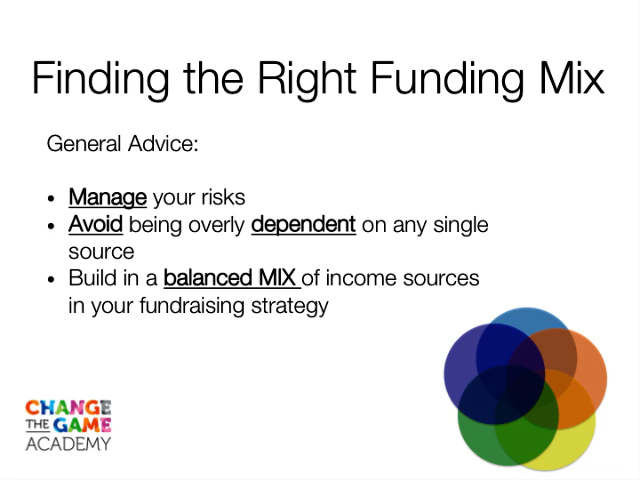 Finding the Right Funding Mix
General Advice:
• Manage your risks
• Avoid being overly dependent on any single
source
• Build in a balanced MIX of income sources
in your fundraising strategy
CHANGE
THE GAME
ACADEMY